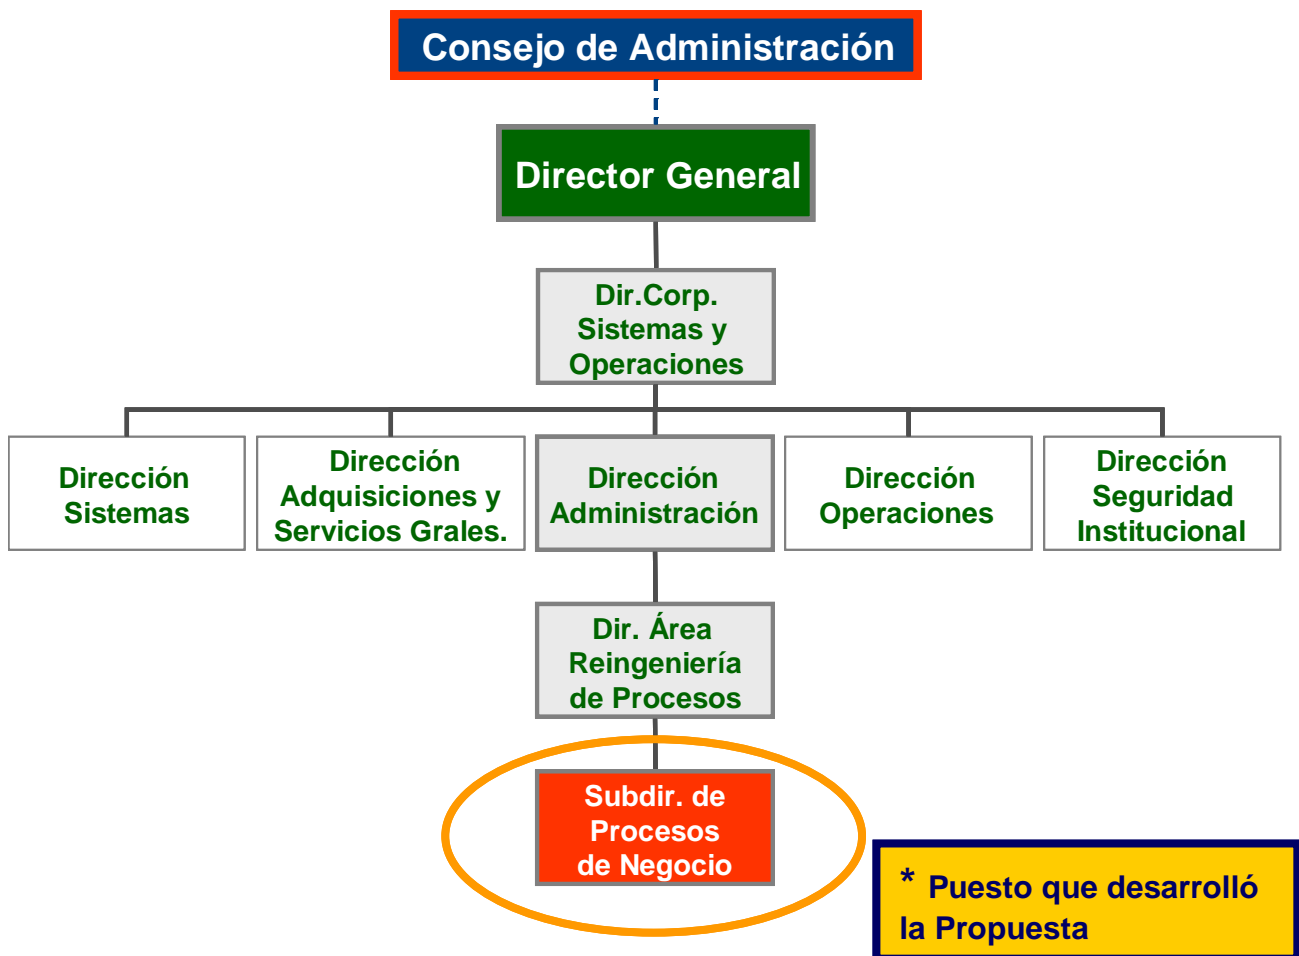 Consejo de Administración
Director General
Dir.Corp.
Sistemas y
Operaciones
Dirección
Sistemas
Dirección
Adquisiciones y
Servicios Grales.
Dirección
Administración
Dirección
Operaciones
Dirección
Seguridad
Institucional
Dir. Área
Reingeniería
de Procesos
Subdir. de
Procesos
de Negocio
* Puesto que desarrolló
la Propuesta